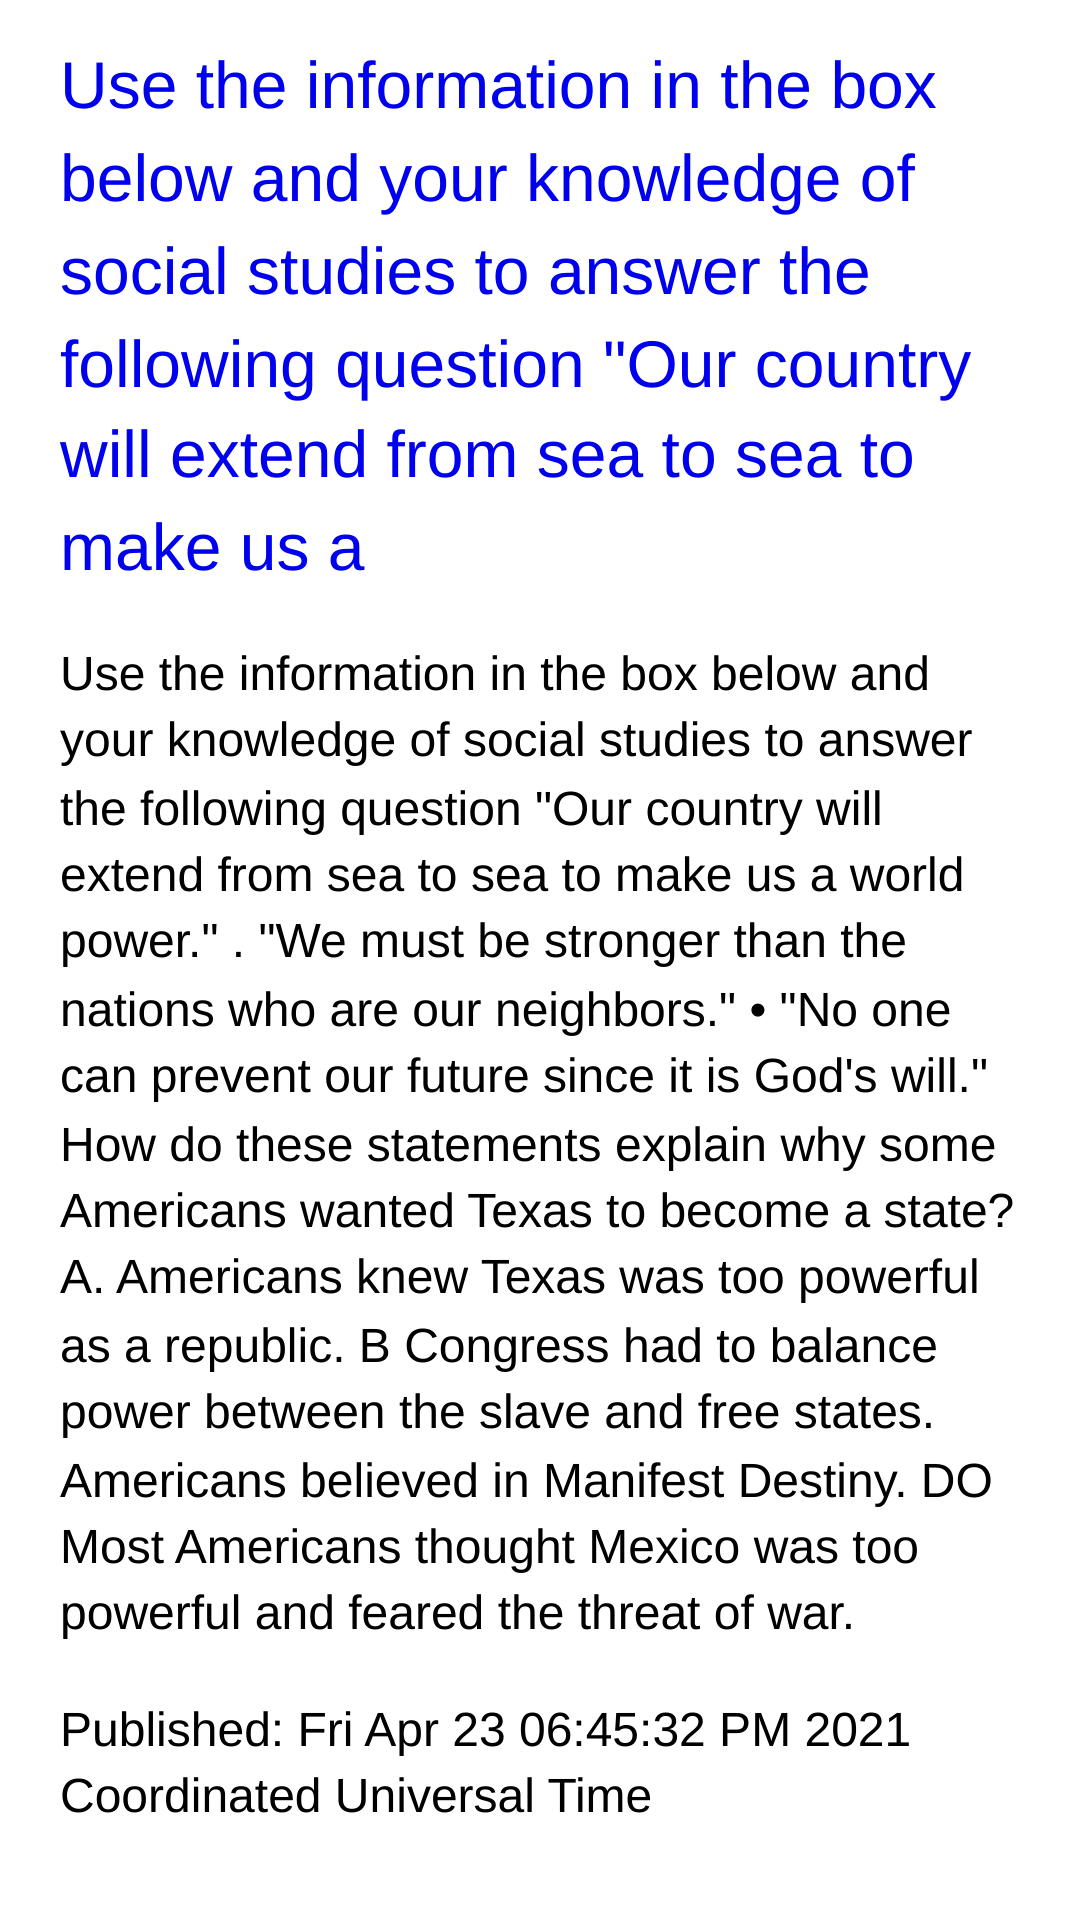 Use the information in the box
below and your knowledge of
social studies to answer the
following question "Our country
will extend from sea to sea to
make us a
Use the information in the box below and
your knowledge of social studies to answer
the following question "Our country will
extend from sea to sea to make us a world
power." . "We must be stronger than the
nations who are our neighbors." • "No one
can prevent our future since it is God's will."
How do these statements explain why some
Americans wanted Texas to become a state?
A. Americans knew Texas was too powerful
as a republic. B Congress had to balance
power between the slave and free states.
Americans believed in Manifest Destiny. DO
Most Americans thought Mexico was too
powerful and feared the threat of war.
Published: Fri Apr 23 06:45:32 PM 2021
Coordinated Universal Time